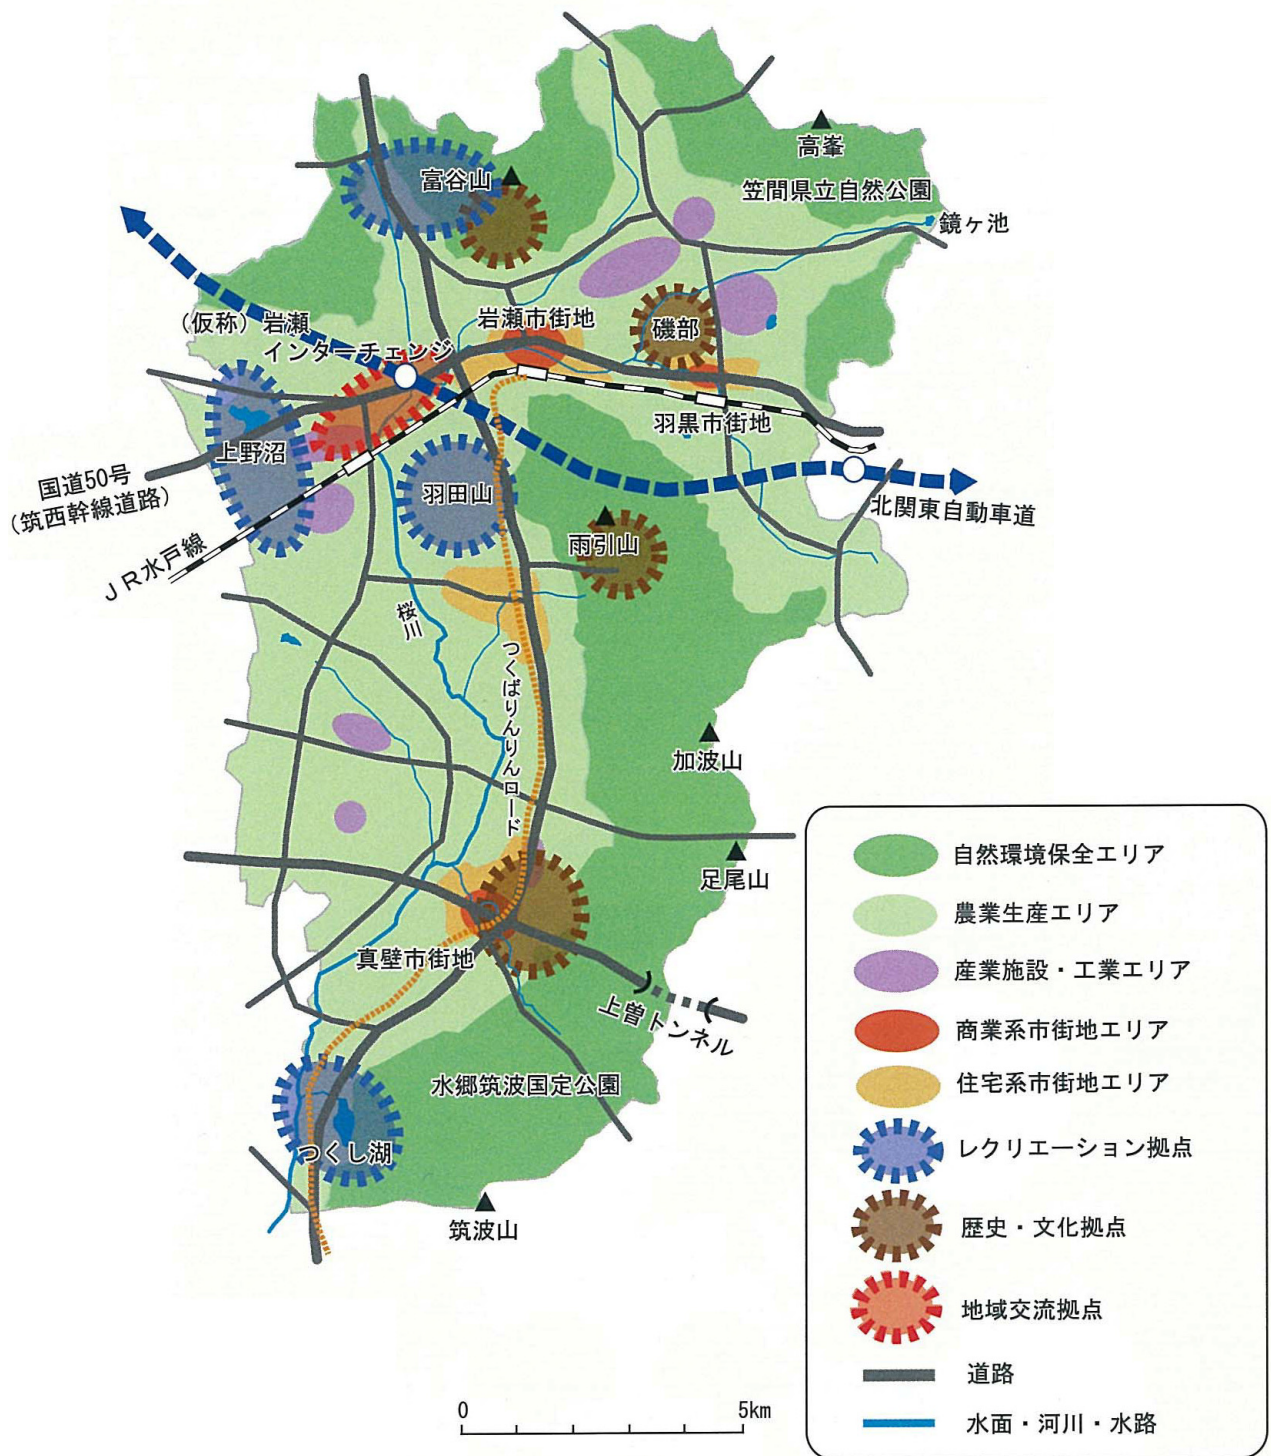 高峯
富谷山
笠間県立自然公園
鏡ヶ池
(仮称)岩瀬
インターチェンジ
岩瀬市街地
磯部
羽黒市街地
上野沼
国道50号
(筑西幹線道路)
羽田山
北関東自動車道
雨引山
JR水戸線
桜川
つくばりんりんロード
加波山
足尾山
真壁市街地
上曽トンネル
水郷筑波国定公園
つくし湖
筑波山
自然環境保全エリア
農業生産エリア
産業施設・工業エリア
商業系市街地エリア
住宅系市街地エリア
レクリエーション拠点
歴史・文化拠点
地域交流拠点
道路
水面・河川・水路
0 5km